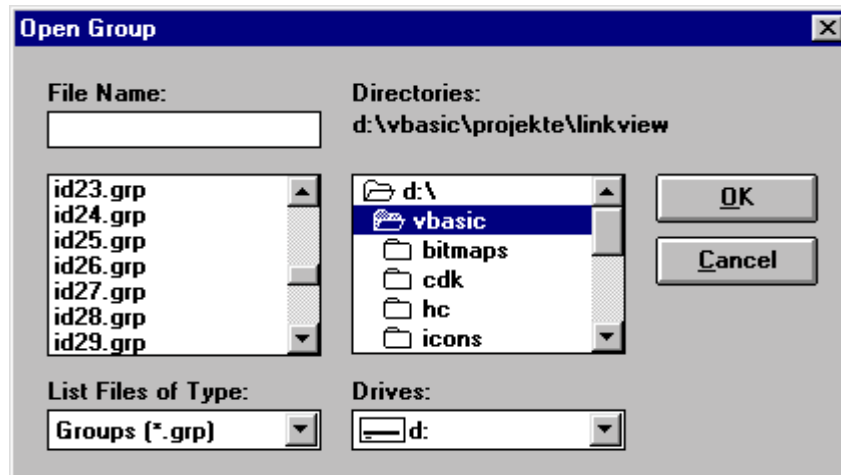 Open Group
File Name:
Directories:
d:\vbasic\projekte\linkview
id23.grp
id24.grp
id25.grp
id26.grp
id27.grp
id28.grp
id29.grp
d:\
vbasic
bitmaps
cdk
hc
icons
OK
Cancel
List Files of Type:
Drives:
Groups (*.grp)
d: